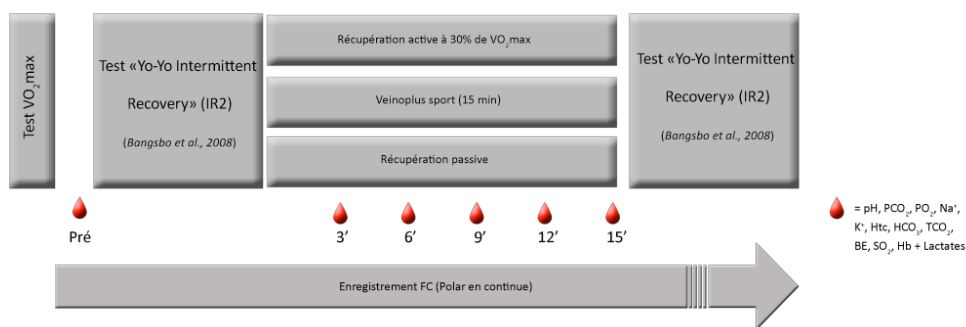 Test VO₂max
Test «Yo-Yo Intermittent
Recovery» (IR2)
(Bangsbo et al., 2008)
Récupération active à 30% de VO₂max
Veinoplus sport (15 min)
Récupération passive
Test «Yo-Yo Intermittent
Recovery» (IR2)
(Bangsbo et al., 2008)
Pré
3′
6′
9′
12′
15′
= pH, PCO₂, PO₂, Na⁺,
K⁺, Htc, HCO₃, TCO₂,
BE, SO₂, Hb + Lactates
Enregistrement FC (Polar en continue)